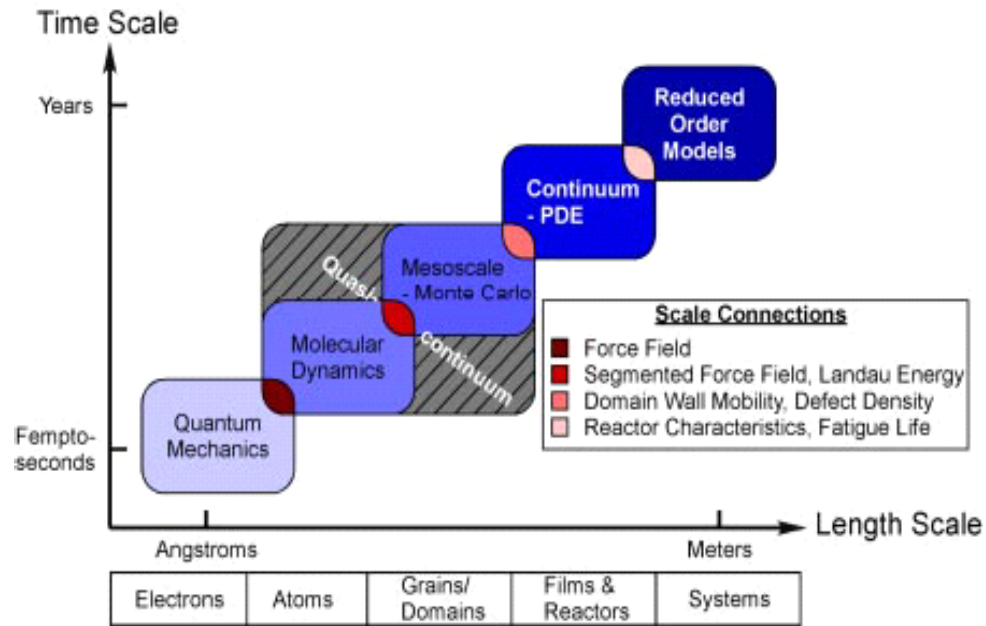 Time Scale
Years
Reduced
Order
Models
Continuum
- PDE
Quasi-
continuum
Mesoscale
- Monte Carlo
Molecular
Dynamics
Quantum
Mechanics
Fempto-
seconds
Scale Connections
Force Field
Segmented Force Field, Landau Energy
Domain Wall Mobility, Defect Density
Reactor Characteristics, Fatigue Life
Length Scale
Angstroms
Meters
Electrons
Atoms
Grains/
Domains
Films &
Reactors
Systems